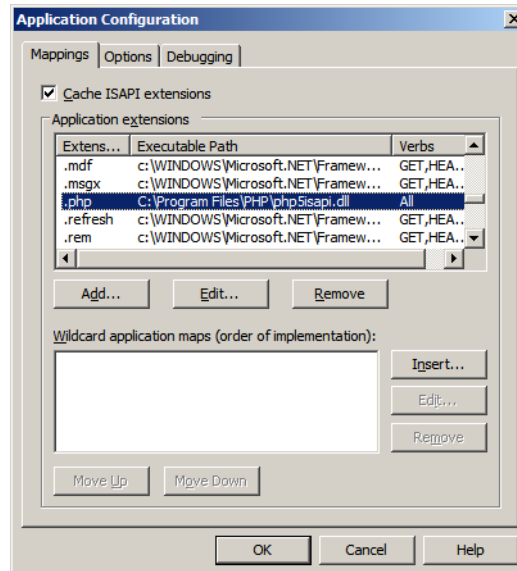 Application Configuration
Mappings Options Debugging
Cache ISAPI extensions
Application extensions
Extens... Executable Path Verbs
.mdf c:\WINDOWS\Microsoft.NET\Framew... GET,HEA..
.msgx c:\WINDOWS\Microsoft.NET\Framew... GET,HEA..
.php C:\Program Files\PHP\php5isapi.dll All
.refresh c:\WINDOWS\Microsoft.NET\Framew... GET,HEA..
.rem c:\WINDOWS\Microsoft.NET\Framew... GET,HEA..
Add... Edit... Remove
Wildcard application maps (order of implementation):
Insert...
Edit...
Remove
Move Up Move Down
OK Cancel Help